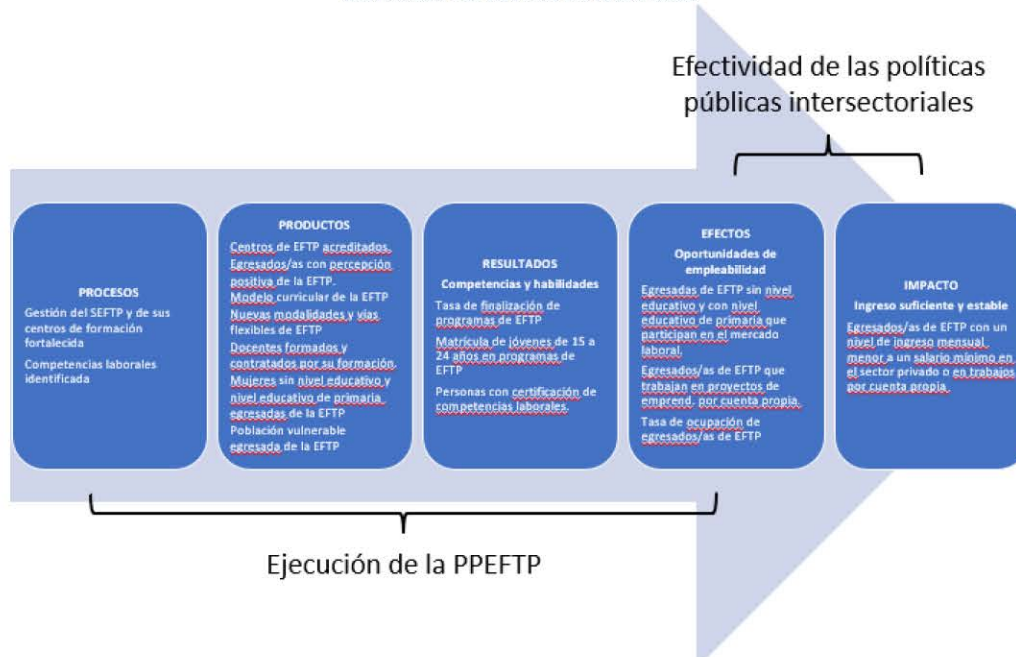 Efectividad de las políticas
públicas intersectoriales
PROCESOS
Gestión del SEFTP y de sus
centros de formación
fortalecida
Competencias laborales
identificada
PRODUCTOS
Centros de EFTP acreditados.
Egresados/as con percepción
positiva de la EFTP.
Modelo curricular de la EFTP
Nuevas modalidades y vías
flexibles de EFTP
Docentes formados y
contratados por su formación.
Mujeres sin nivel educativo y
nivel educativo de primaria
egresadas de la EFTP
Población vulnerable
egresada de la EFTP
RESULTADOS
Competencias y habilidades
Tasa de finalización de
programas de EFTP
Matrícula de jóvenes de 15 a
24 años en programas de
EFTP
Personas con certificación de
competencias laborales.
EFECTOS
Oportunidades de
empleabilidad
Egresadas de EFTP sin nivel
educativo y con nivel
educativo de primaria que
participan en el mercado
laboral.
Egresados/as de EFTP que
trabajan en proyectos de
emprend. por cuenta propia.
Tasa de ocupación de
egresados/as de EFTP
IMPACTO
Ingreso suficiente y estable
Egresados/as de EFTP con un
nivel de ingreso mensual
menor a un salario mínimo en
el sector privado o en trabajos
por cuenta propia.
Ejecución de la PPEFTP